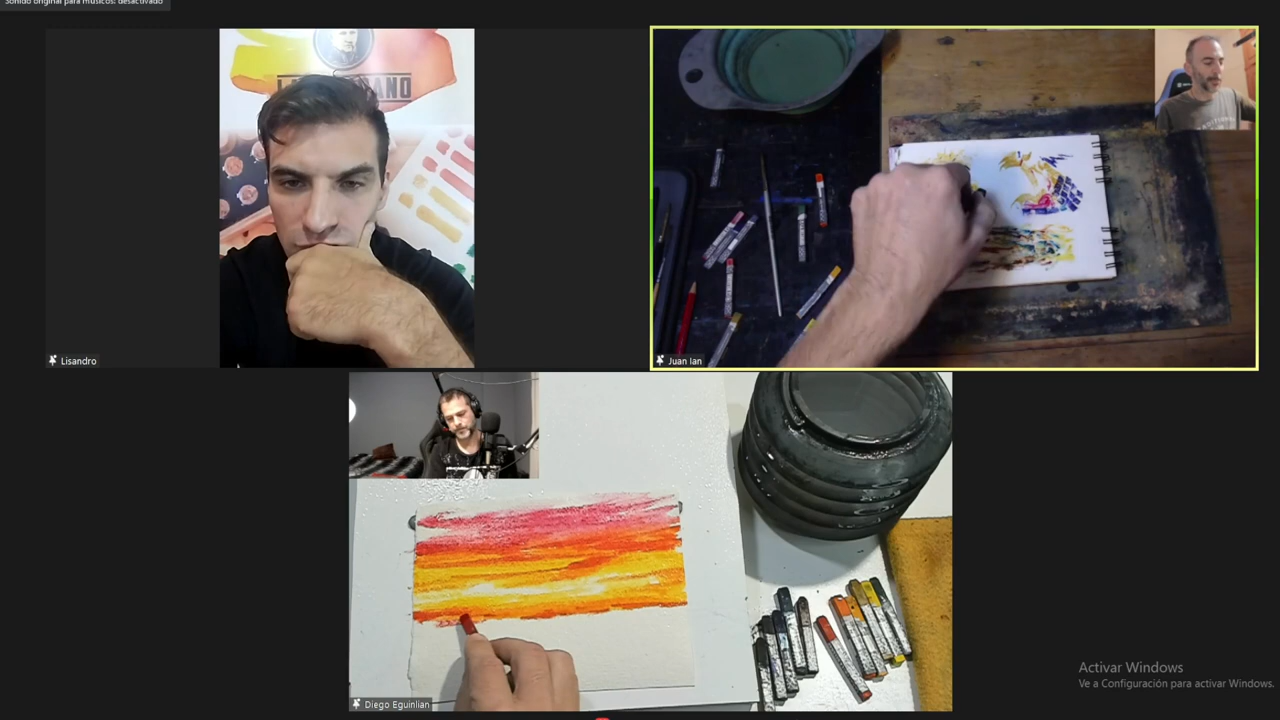 Sonido original para músicos: desactivado
Lisandro
Juan Ian
Diego Eguinlian
Activar Windows
Ve a Configuración para activar Windows.